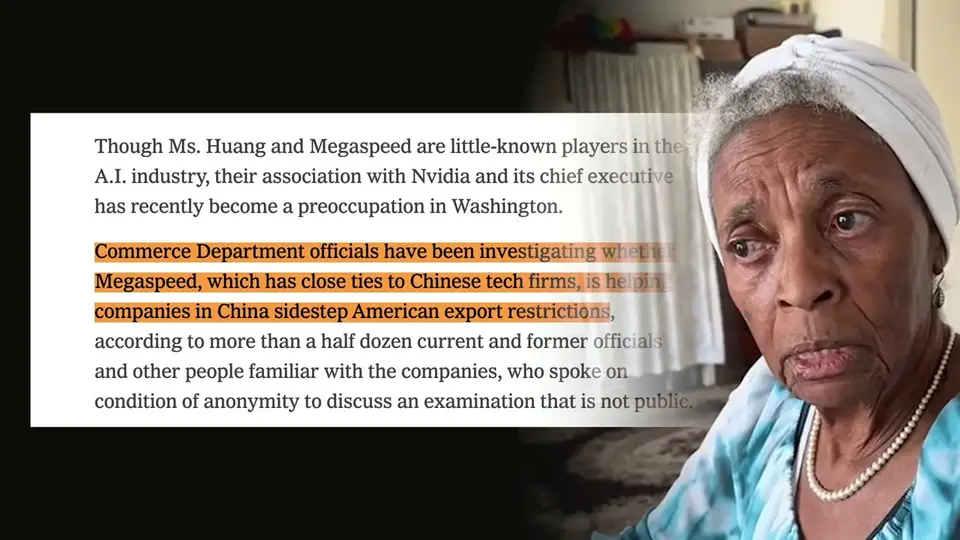 Though Ms. Huang and Megaspeed are little-known players in the
A.I. industry, their association with Nvidia and its chief executive
has recently become a preoccupation in Washington.
Commerce Department officials have been investigating whether
Megaspeed, which has close ties to Chinese tech firms, is helping
companies in China sidestep American export restrictions,
according to more than a half dozen current and former officials
and other people familiar with the companies, who spoke on
condition of anonymity to discuss an examination that is not public.